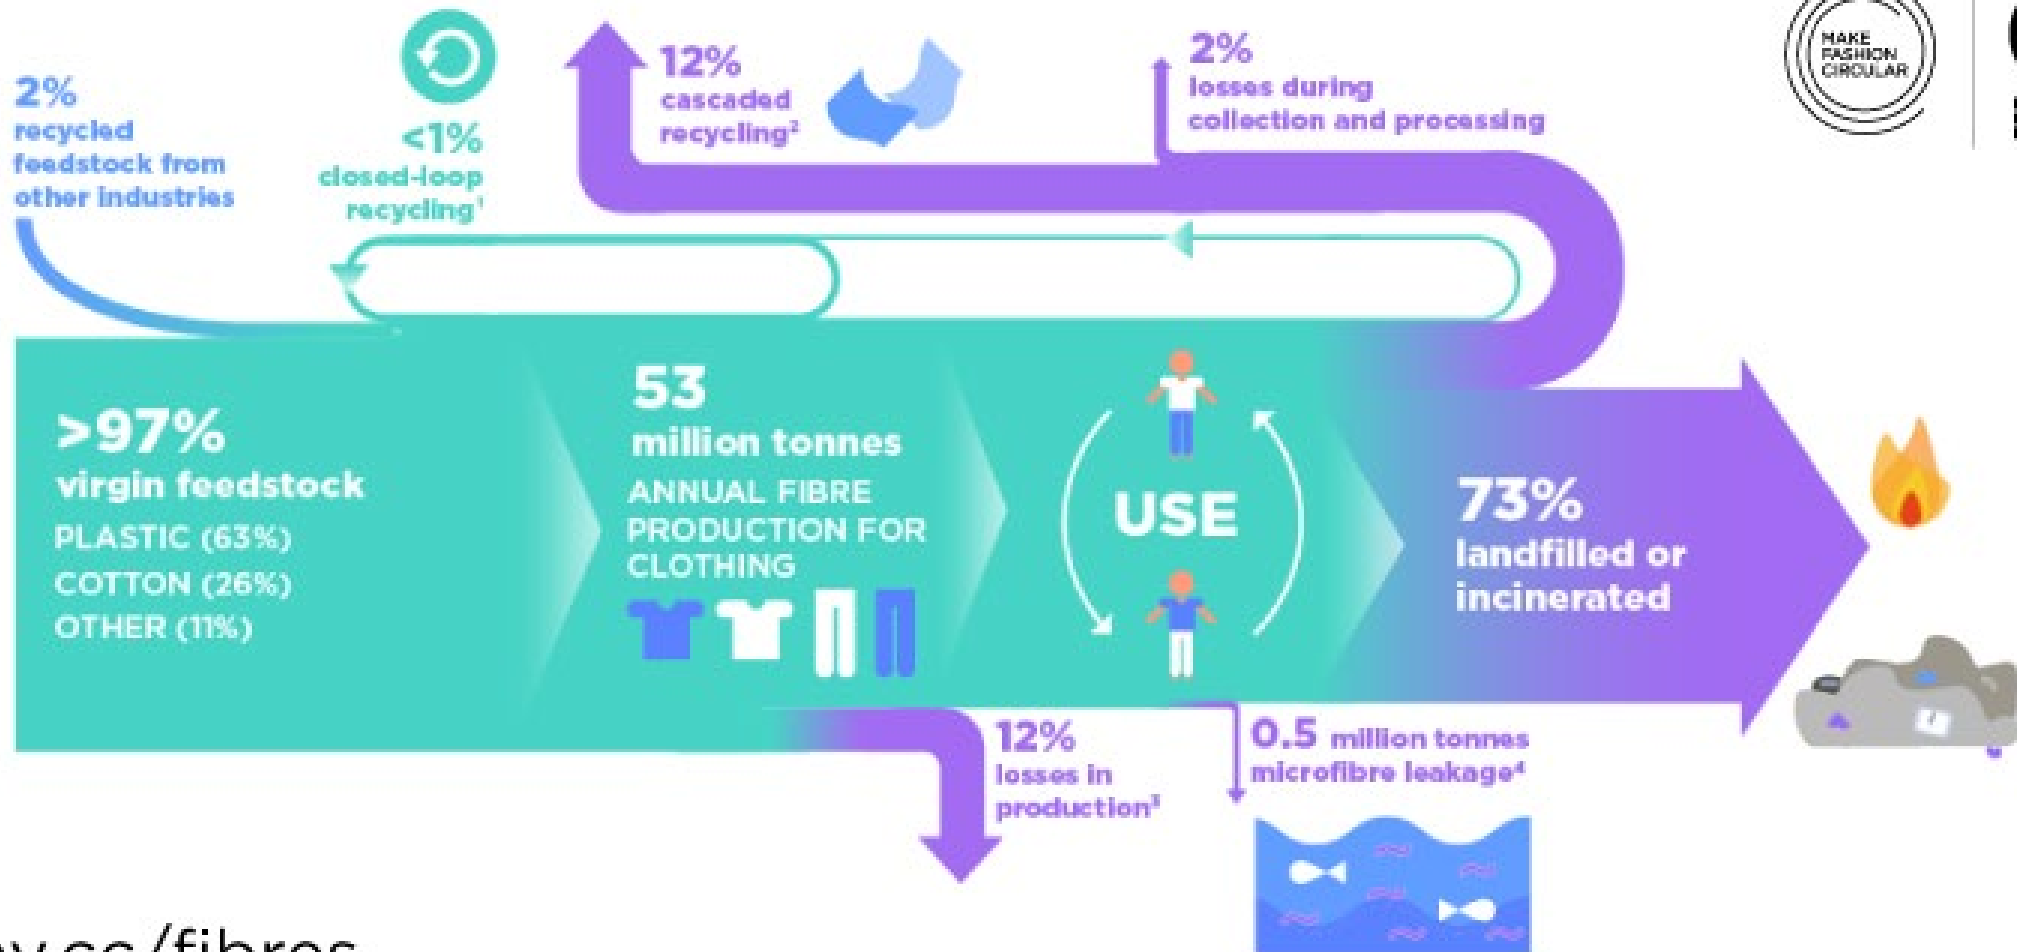 2%
recycled
feedstock from
other industries
<1%
closed-loop
recycling¹
12%
cascaded
recycling²
2%
losses during
collection and processing
MAKE
FASHION
CIRCULAR
>97%
virgin feedstock
PLASTIC (63%)
COTTON (26%)
OTHER (11%)
53
million tonnes
ANNUAL FIBRE
PRODUCTION FOR
CLOTHING
USE
73%
landfilled or
incinerated
12%
losses in
production³
0.5 million tonnes
microfibre leakage⁴